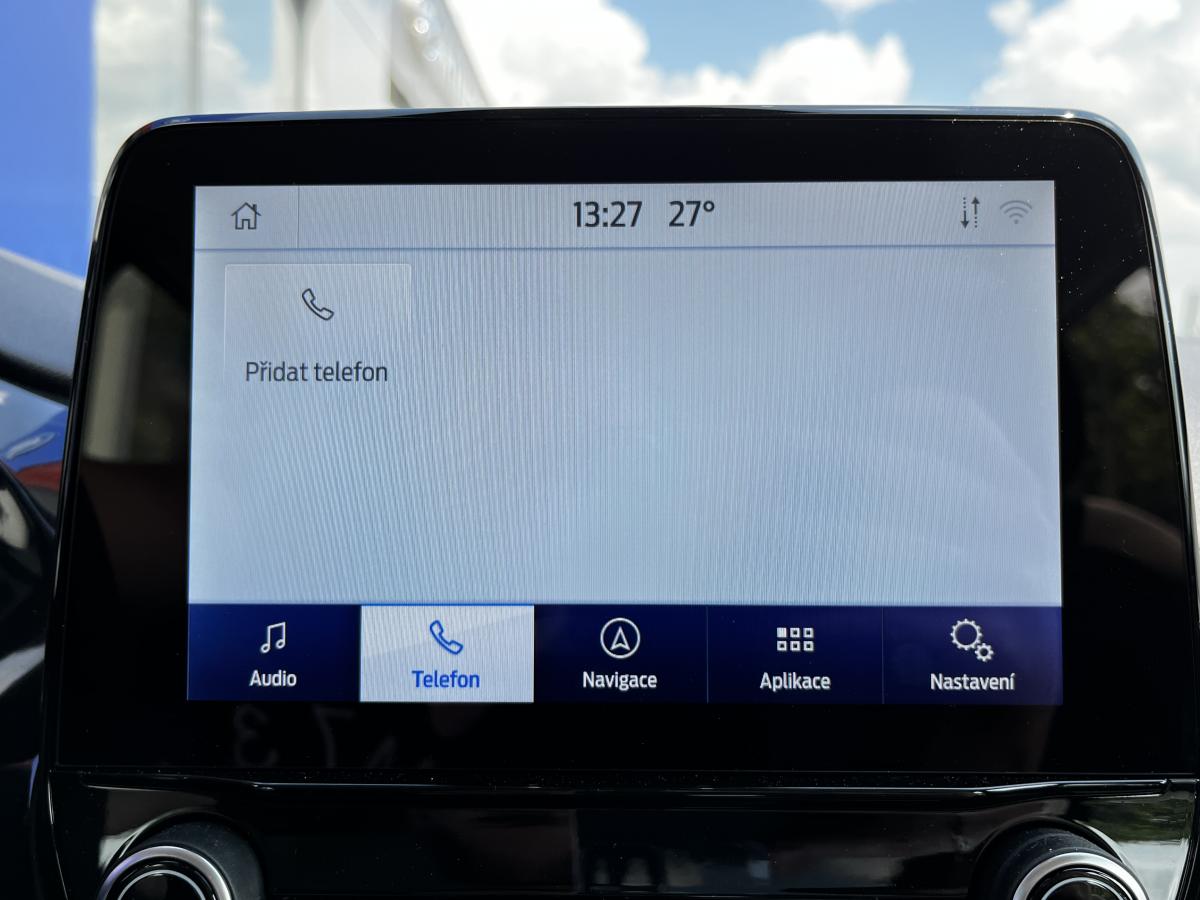 13:27 27°
Přidat telefon
Audio Telefon Navigace Aplikace Nastavení